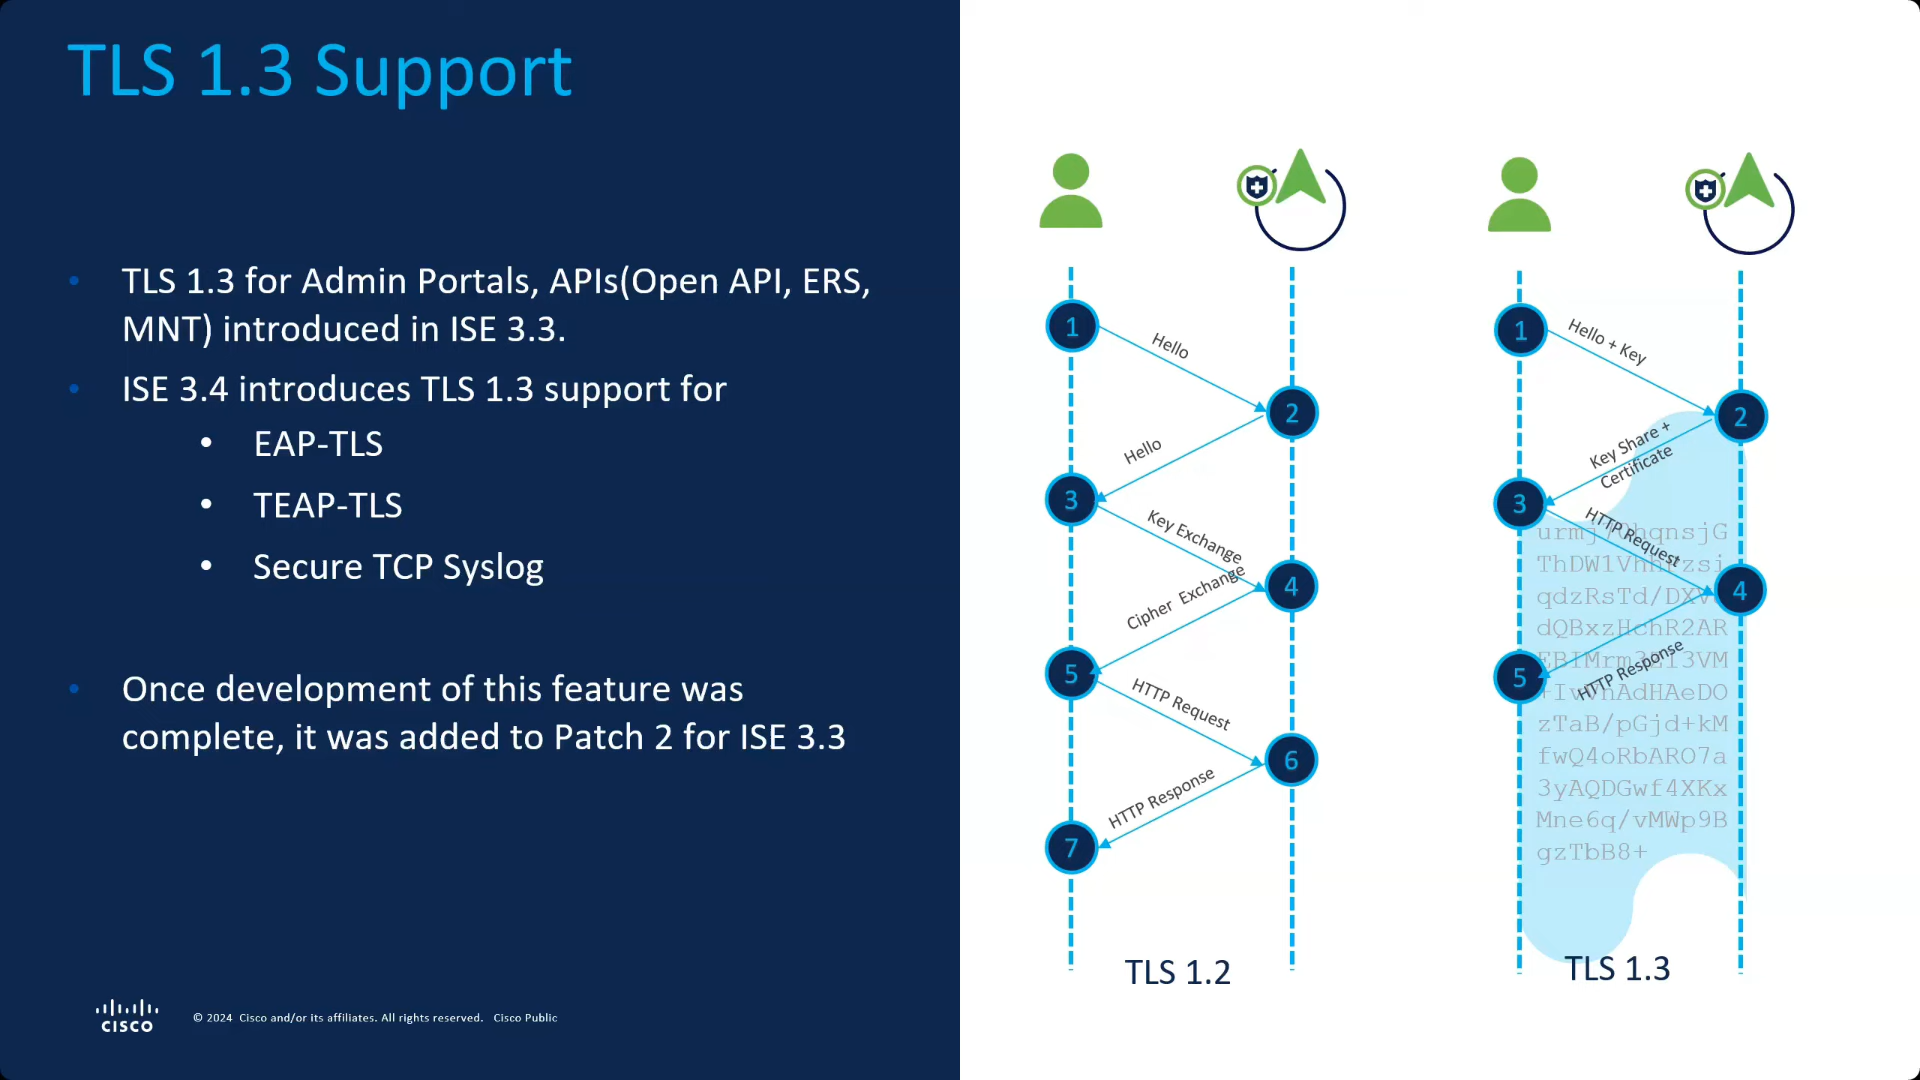 TLS 1.3 Support
• TLS 1.3 for Admin Portals, APIs(Open API, ERS,
MNT) introduced in ISE 3.3.
• ISE 3.4 introduces TLS 1.3 support for
• EAP-TLS
• TEAP-TLS
• Secure TCP Syslog
• Once development of this feature was
complete, it was added to Patch 2 for ISE 3.3
CISCO
© 2024 Cisco and/or its affiliates. All rights reserved. Cisco Public
1
Hello
2
Hello
3
Key Exchange
4
Cipher Exchange
5
HTTP Request
6
HTTP Response
7
TLS 1.2
1
Hello + Key
2
Key Share +
Certificate
3
HTTP Request
4
HTTP Response
5
dQBxzHchR2AR
zTaB/pGjd+kM
fwQ4oRbARO7a
3yAQDGwf4XKx
Mne6q/vMWp9B
gzTbB8+
TLS 1.3